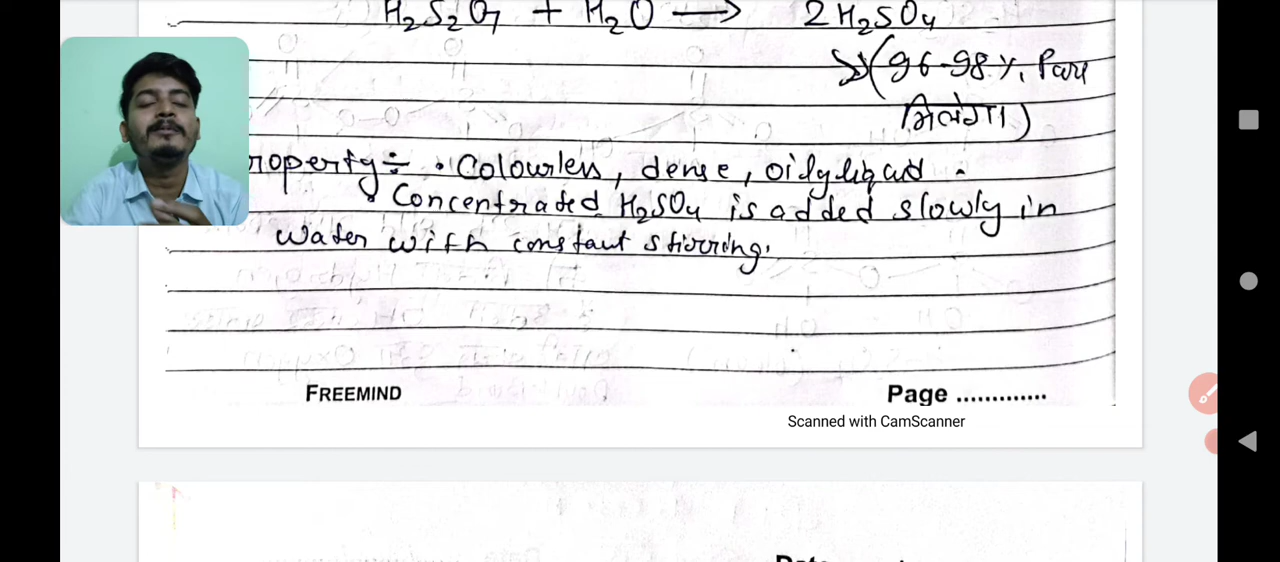 H₂S₂O₇ + H₂O → 2H₂SO₄
(96-98% Pure
मिलेगा)
roperty ÷ • Colourless, dense, oily liquid.
• Concentrated H₂SO₄ is added slowly in
water with constant stirring.
FREEMIND
Page .............
Scanned with CamScanner